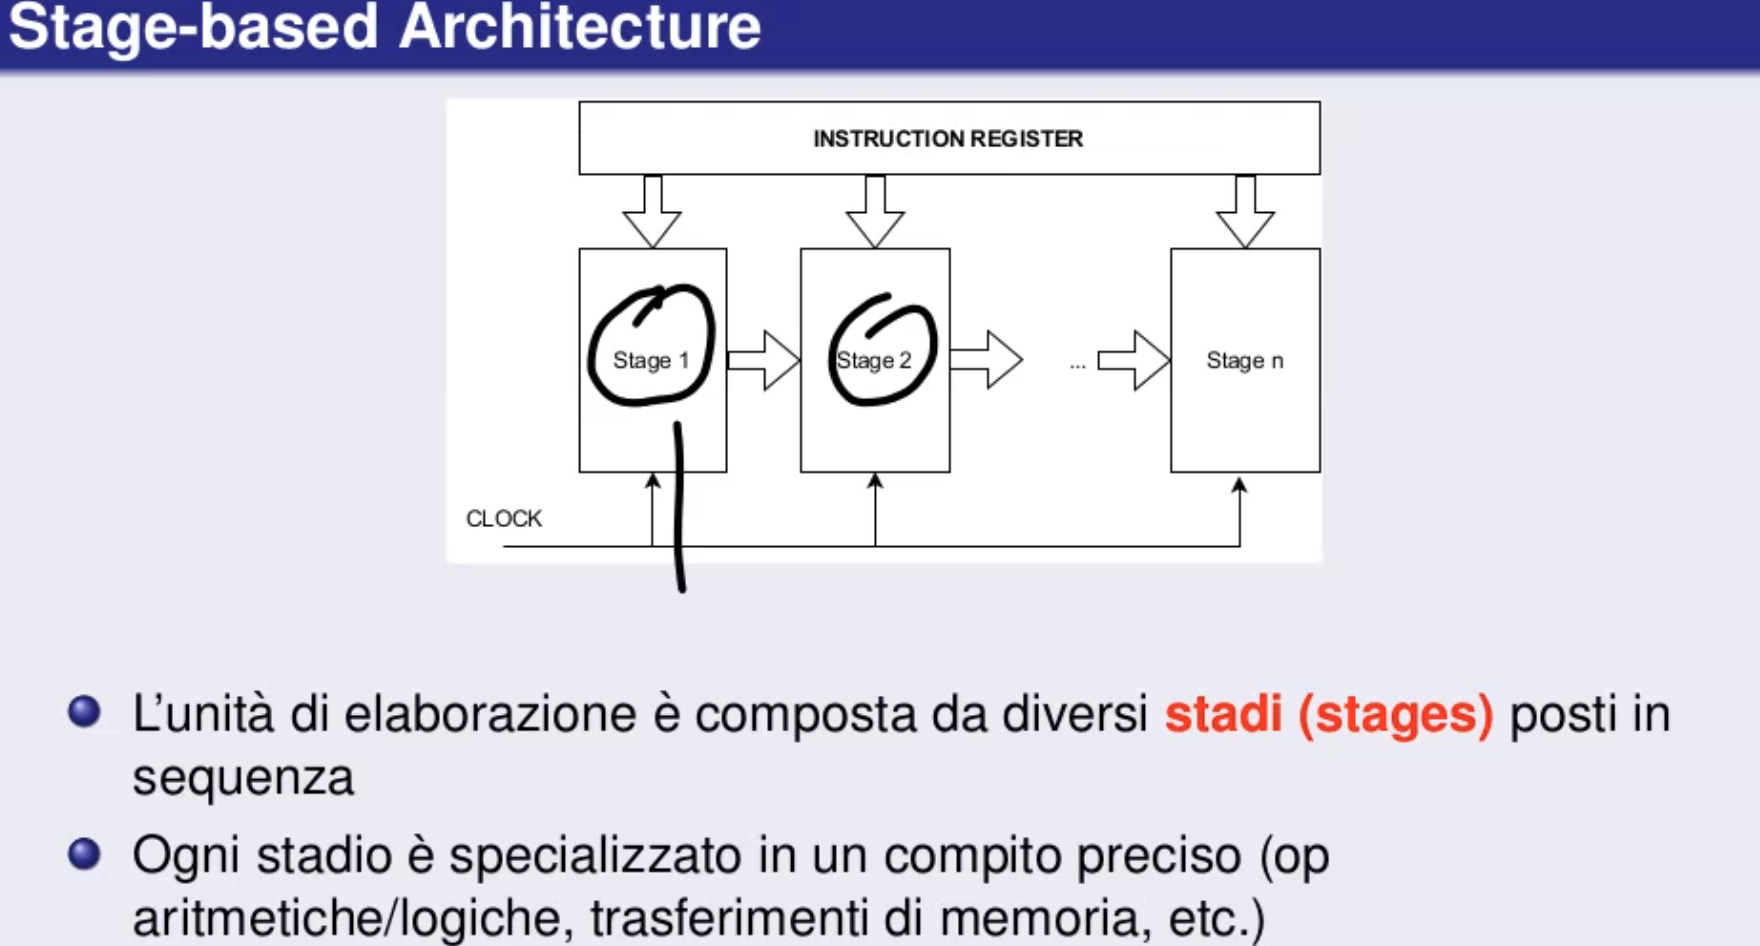 Stage-based Architecture
INSTRUCTION REGISTER
Stage 1
Stage 2
...
Stage n
CLOCK
L'unità di elaborazione è composta da diversi stadi (stages) posti in
sequenza
Ogni stadio è specializzato in un compito preciso (op
aritmetiche/logiche, trasferimenti di memoria, etc.)